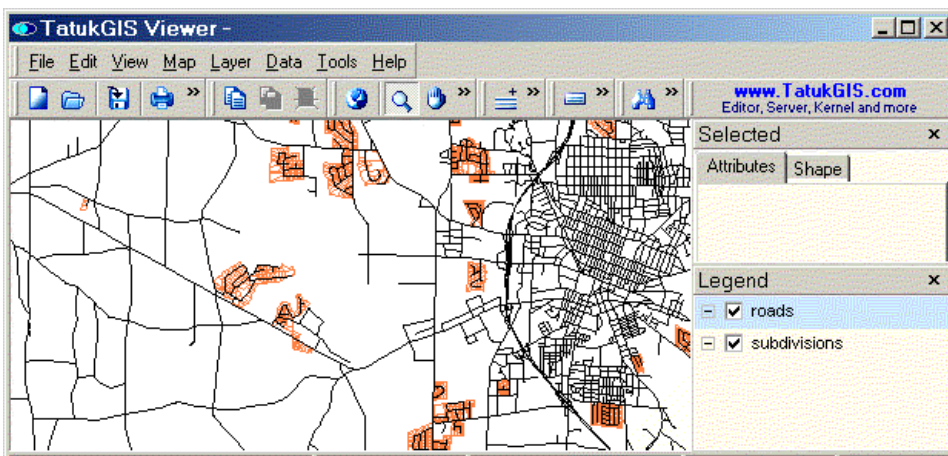 TatukGIS Viewer -
File Edit View Map Layer Data Tools Help
www.TatukGIS.com
Editor, Server, Kernel and more
Selected
Attributes Shape
Legend
roads
subdivisions